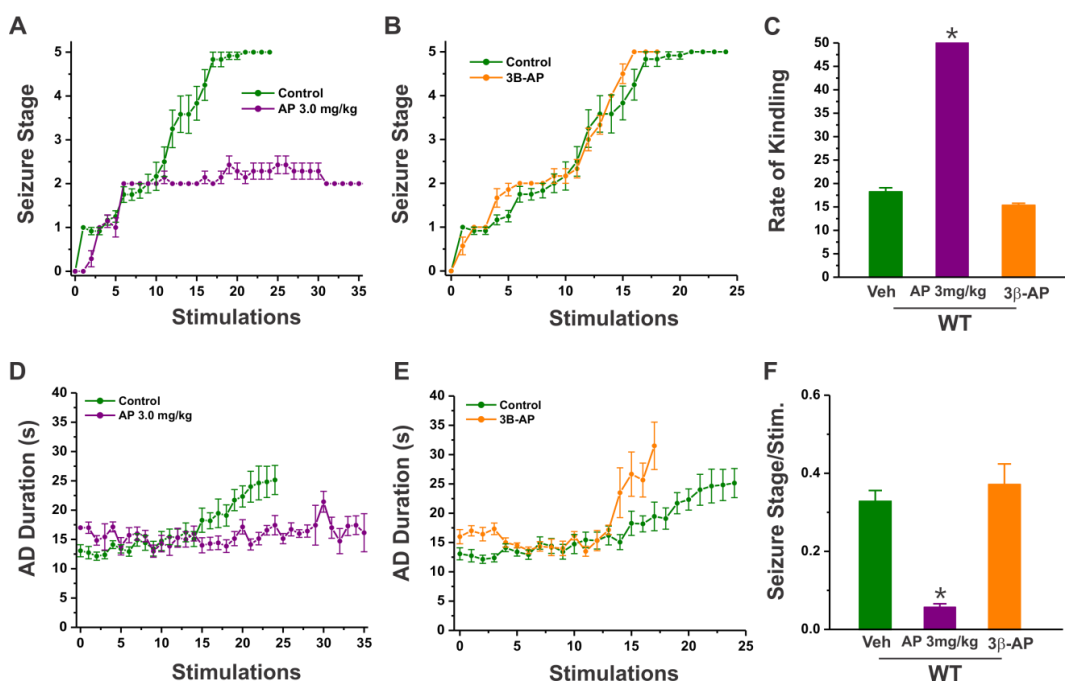 A
Seizure Stage
5
4
3
2
1
0
Control
AP 3.0 mg/kg
0 5 10 15 20 25 30 35
Stimulations
B
Seizure Stage
5
4
3
2
1
0
Control
3B-AP
0 5 10 15 20 25
Stimulations
C
Rate of Kindling
50
45
40
35
30
25
20
15
10
5
0
*
Veh AP 3mg/kg 3β-AP
WT
D
AD Duration (s)
40
35
30
25
20
15
10
5
0
Control
AP 3.0 mg/kg
0 5 10 15 20 25 30 35
Stimulations
E
AD Duration (s)
40
35
30
25
20
15
10
5
0
Control
3B-AP
0 5 10 15 20 25
Stimulations
F
Seizure Stage/Stim.
0.6
0.4
0.2
0.0
*
Veh AP 3mg/kg 3β-AP
WT